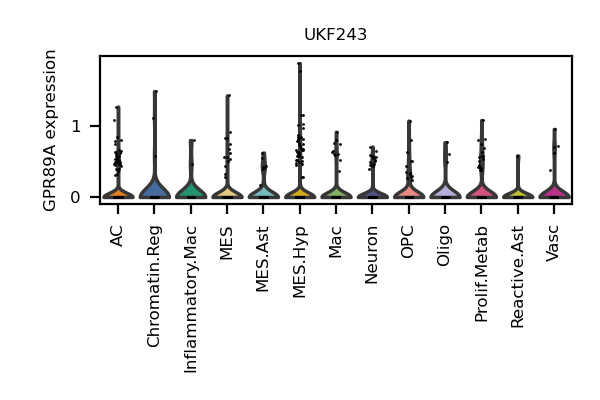 UKF243
GPR89A expression
1
0
AC
Chromatin.Reg
Inflammatory.Mac
MES
MES.Ast
MES.Hyp
Mac
Neuron
OPC
Oligo
Prolif.Metab
Reactive.Ast
Vasc